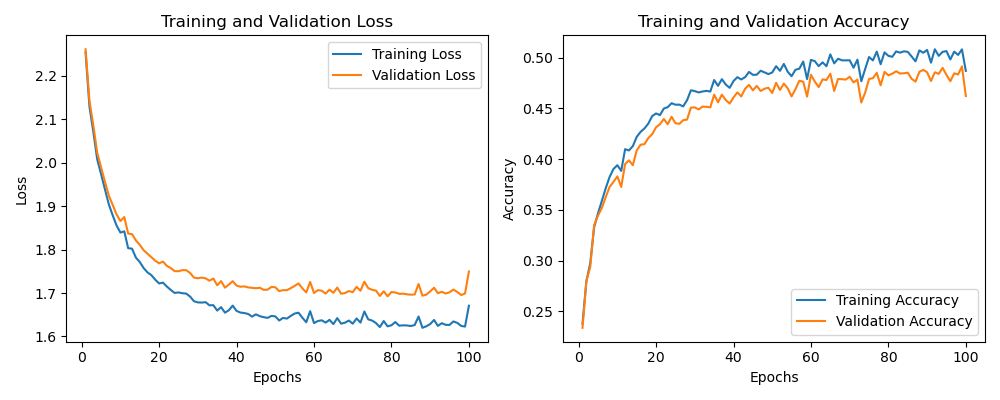 Training and Validation Loss
Training Loss
Validation Loss
2.2
2.1
2.0
1.9
1.8
1.7
1.6
Loss
0
20
40
60
80
100
Epochs
Training and Validation Accuracy
0.50
0.45
0.40
0.35
0.30
0.25
Accuracy
Training Accuracy
Validation Accuracy
0
20
40
60
80
100
Epochs